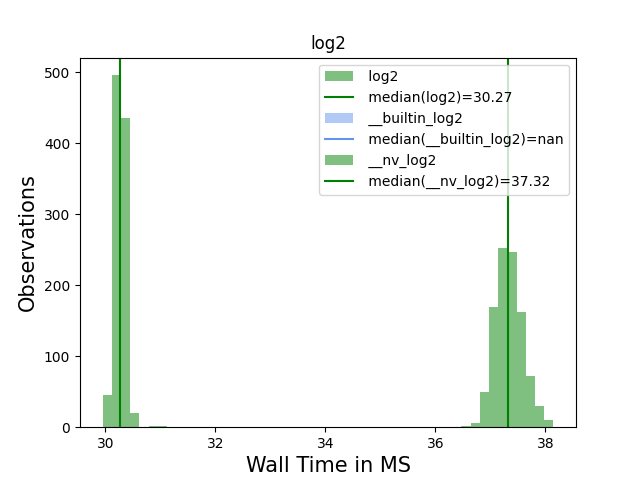 log2
500
400
300
200
100
0
Observations
log2
median(log2)=30.27
__builtin_log2
median(__builtin_log2)=nan
__nv_log2
median(__nv_log2)=37.32
30 32 34 36 38
Wall Time in MS